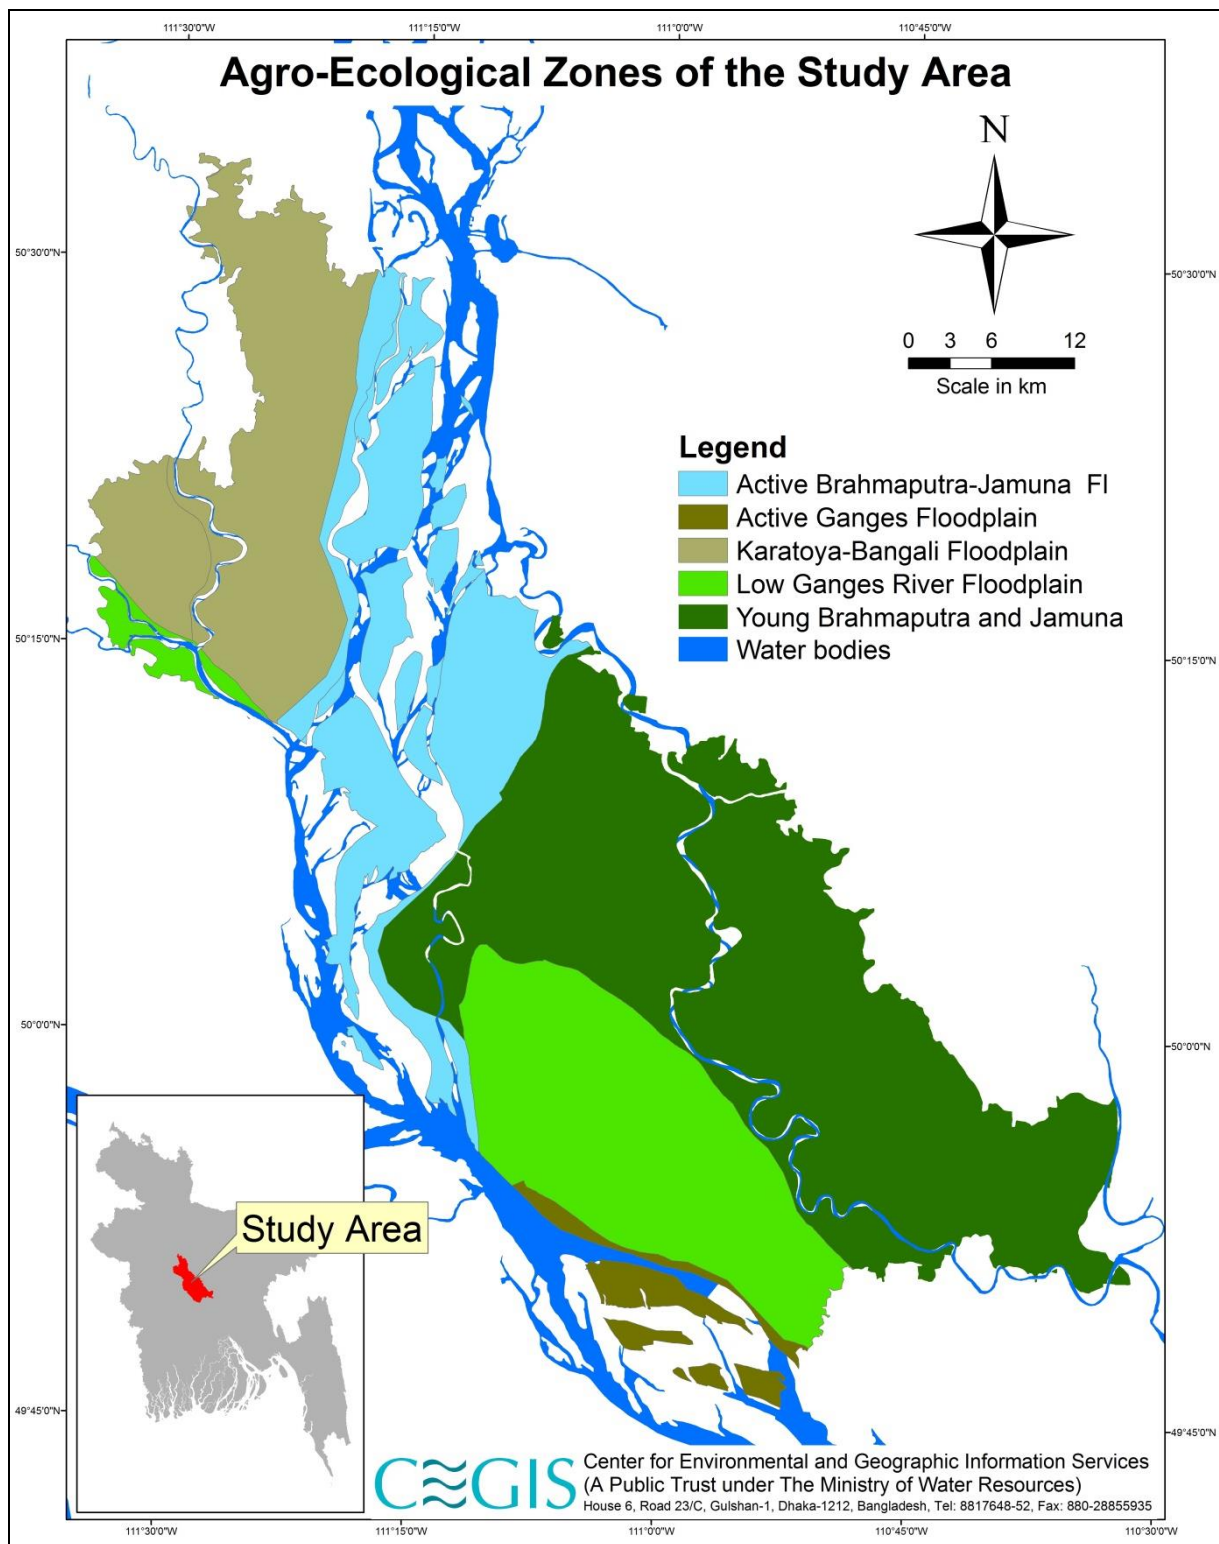 111°30'0"W 111°15'0"W 111°0'0"W 110°45'0"W
Agro-Ecological Zones of the Study Area
N
50°30'0"N
50°30'0"N
0 3 6 12
Scale in km
Legend
Active Brahmaputra-Jamuna Fl
Active Ganges Floodplain
Karatoya-Bangali Floodplain
Low Ganges River Floodplain
Young Brahmaputra and Jamuna
Water bodies
50°15'0"N
50°15'0"N
50°0'0"N
50°0'0"N
Study Area
49°45'0"N
49°45'0"N
CEGIS
Center for Environmental and Geographic Information Services
(A Public Trust under The Ministry of Water Resources)
House 6, Road 23/C, Gulshan-1, Dhaka-1212, Bangladesh, Tel: 8817648-52, Fax: 880-28855935
111°30'0"W 111°15'0"W 111°0'0"W 110°45'0"W 110°30'0"W